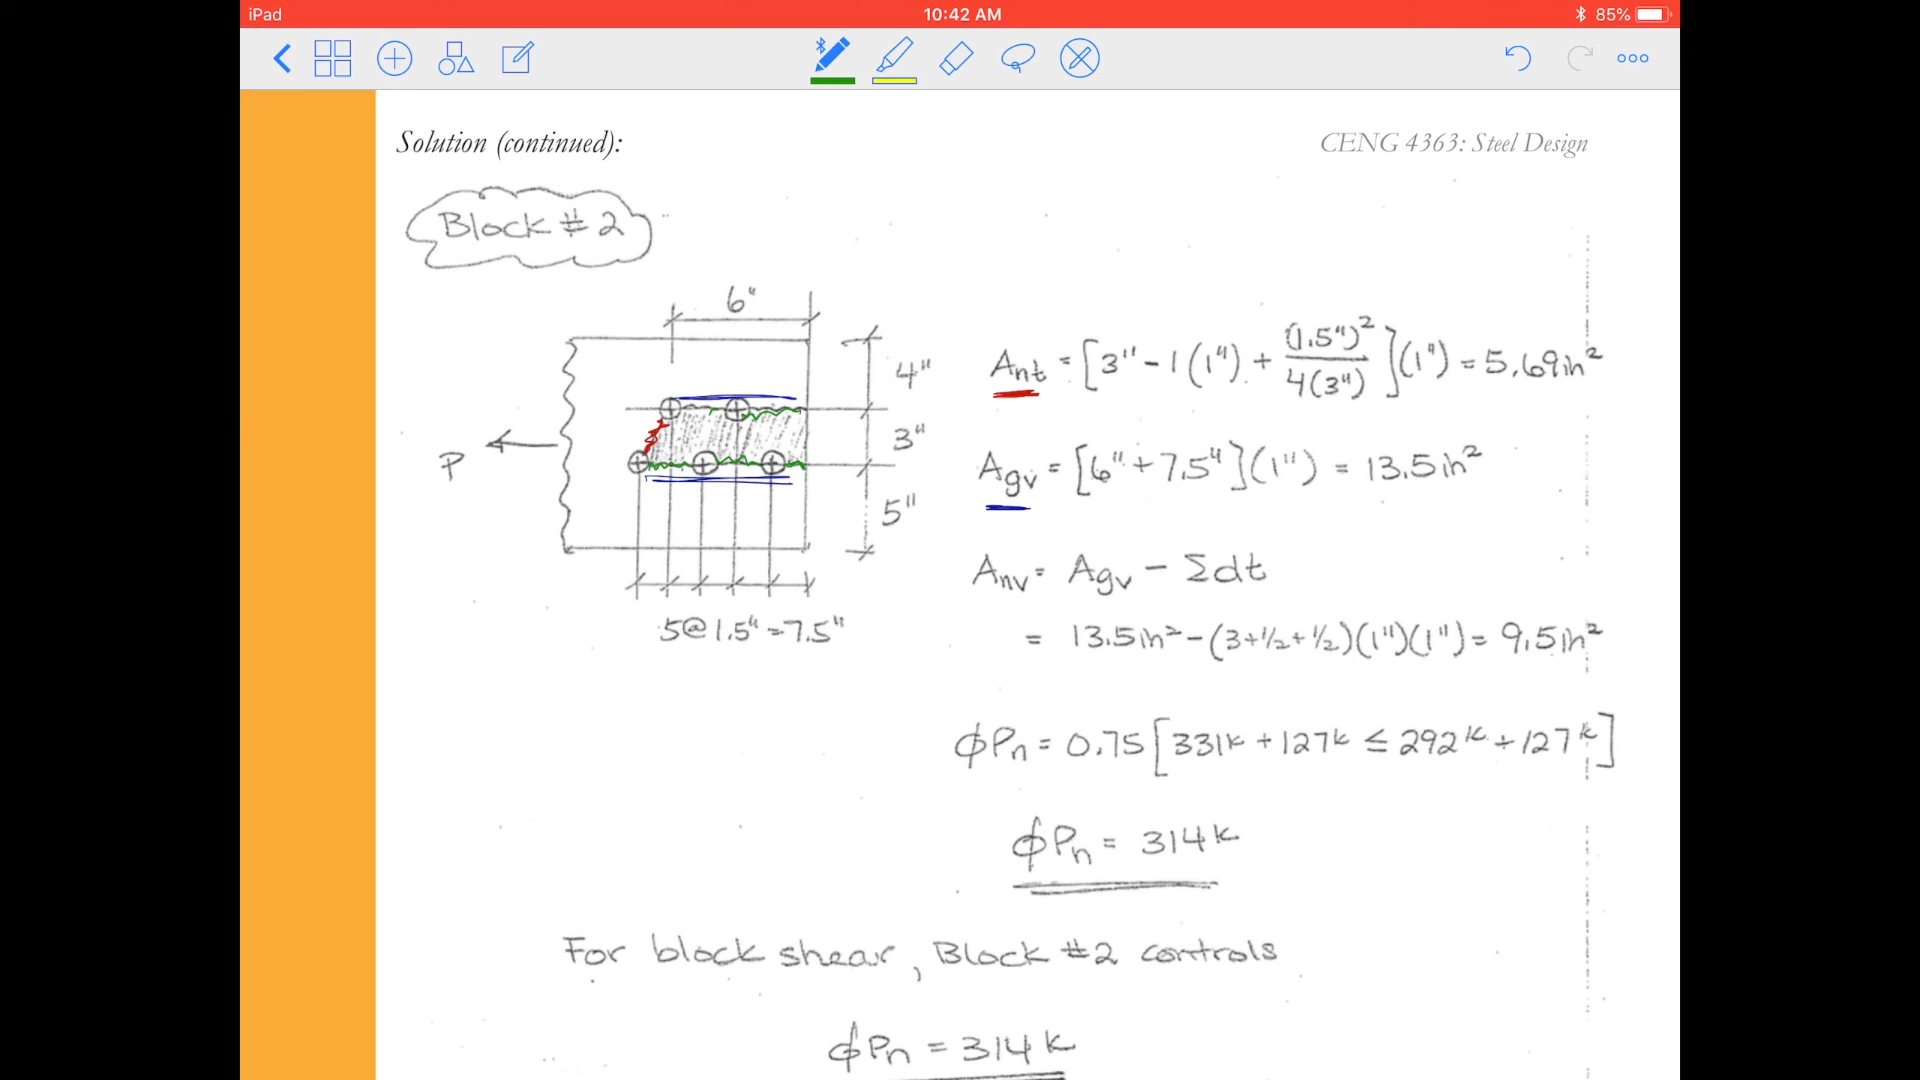 iPad
10:42 AM
85%
Solution (continued):
CENG 4363: Steel Design
Block #2
6"
4"
3"
5"
P
5@1.5"=7.5"
Ant = [3"-1(1") + (1.5")²/4(3")](1") = 5.69in²
Agv = [6"+7.5"](1") = 13.5in²
Anv = Agv - Σdt
= 13.5in² - (3+1/2+1/2)(1")(1") = 9.5in²
ϕPn = 0.75[331k + 127k ≤ 292k + 127k]
ϕPn = 314k
For block shear, Block #2 controls
ϕPn = 314k